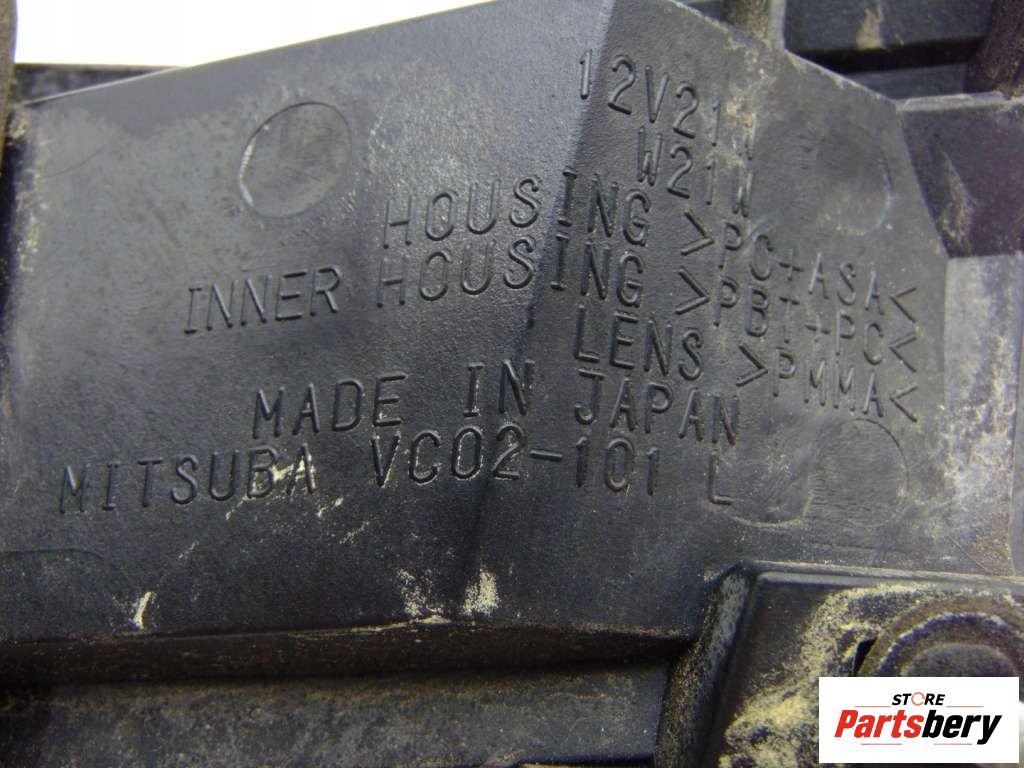 12V21W
W21W
HOUSING >PC+ASA<
INNER HOUSING >PBT+PC<
LENS >PMMA<
MADE IN JAPAN
MITSUBA VC02-101 L
STORE
Partsbery